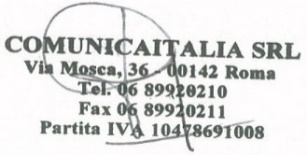 COMUNICAITALIA SRL
Via Mosca, 36 - 00142 Roma
Tel. 06 89920210
Fax 06 89920211
Partita IVA 10478691008